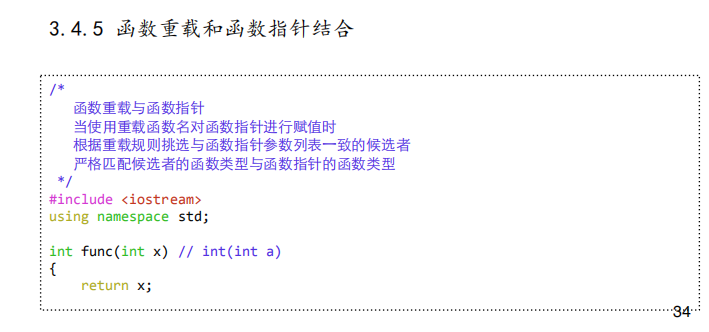 3.4.5 函数重载和函数指针结合
/*
函数重载与函数指针
当使用重载函数名对函数指针进行赋值时
根据重载规则挑选与函数指针参数列表一致的候选者
严格匹配候选者的函数类型与函数指针的函数类型
*/
#include <iostream>
using namespace std;
int func(int x) // int(int a)
{
return x;
34